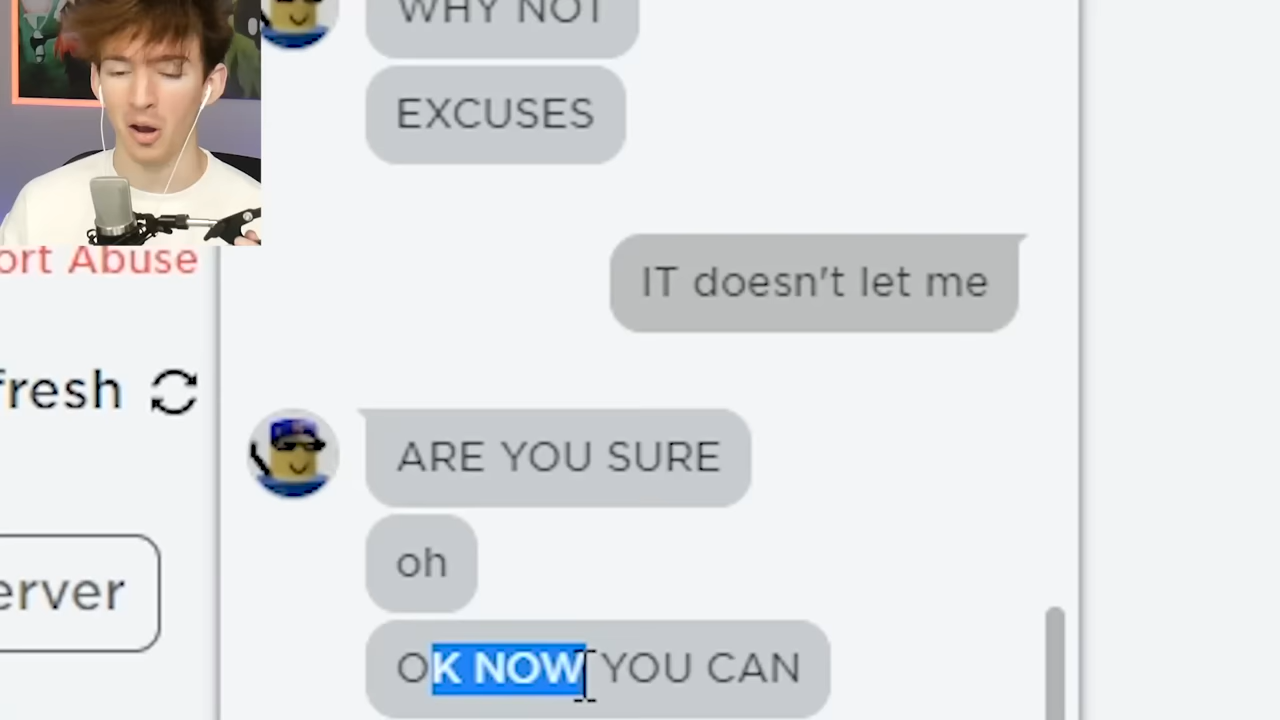 WHY NOT
EXCUSES
ort Abuse
IT doesn't let me
fresh
ARE YOU SURE
oh
erver
OK NOW YOU CAN